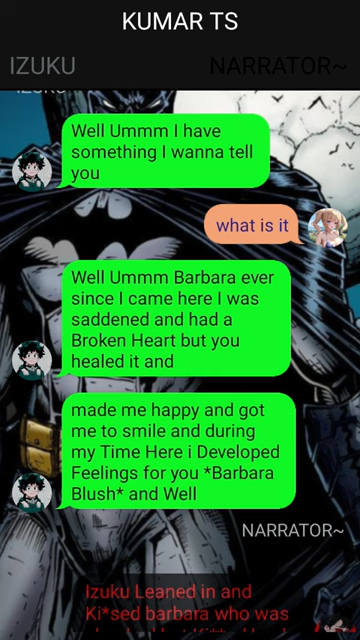 KUMAR TS
IZUKU
NARRATOR~
IZUKU
Well Ummm I have
something I wanna tell
you
what is it
Well Ummm Barbara ever
since I came here I was
saddened and had a
Broken Heart but you
healed it and
made me happy and got
me to smile and during
my Time Here i Developed
Feelings for you *Barbara
Blush* and Well
NARRATOR~
Izuku Leaned in and
Ki*sed barbara who was